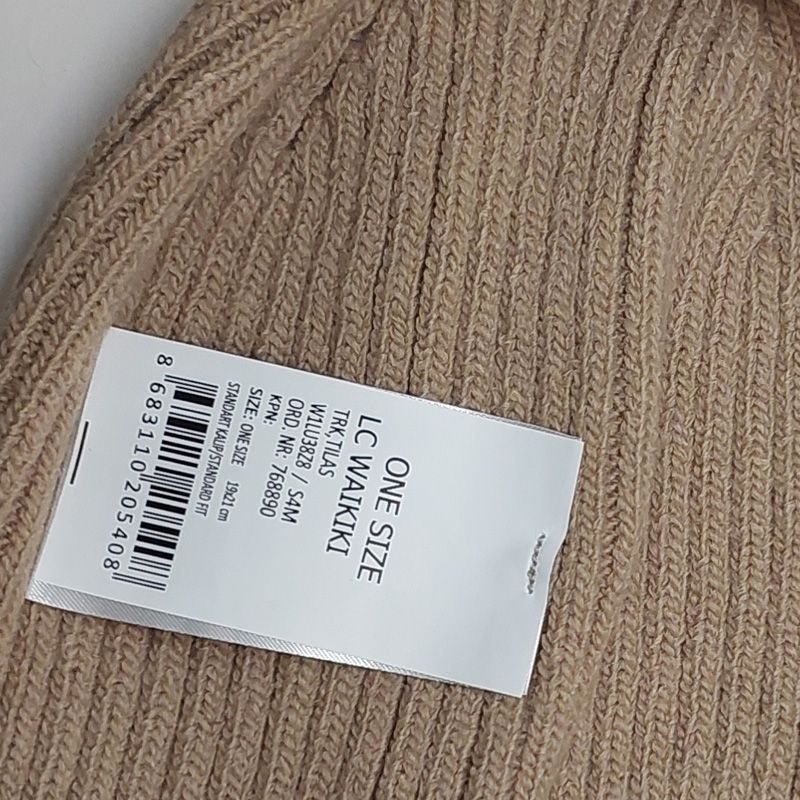 ONE SIZE
LC WAIKIKI
TRK,TILAS
W1U38Z8 / S4M
ORD. NR: 768890
KPN:
SIZE: ONE SIZE 19x21 cm
STANDART KALIP/STANDARD FIT
8 683110 205408